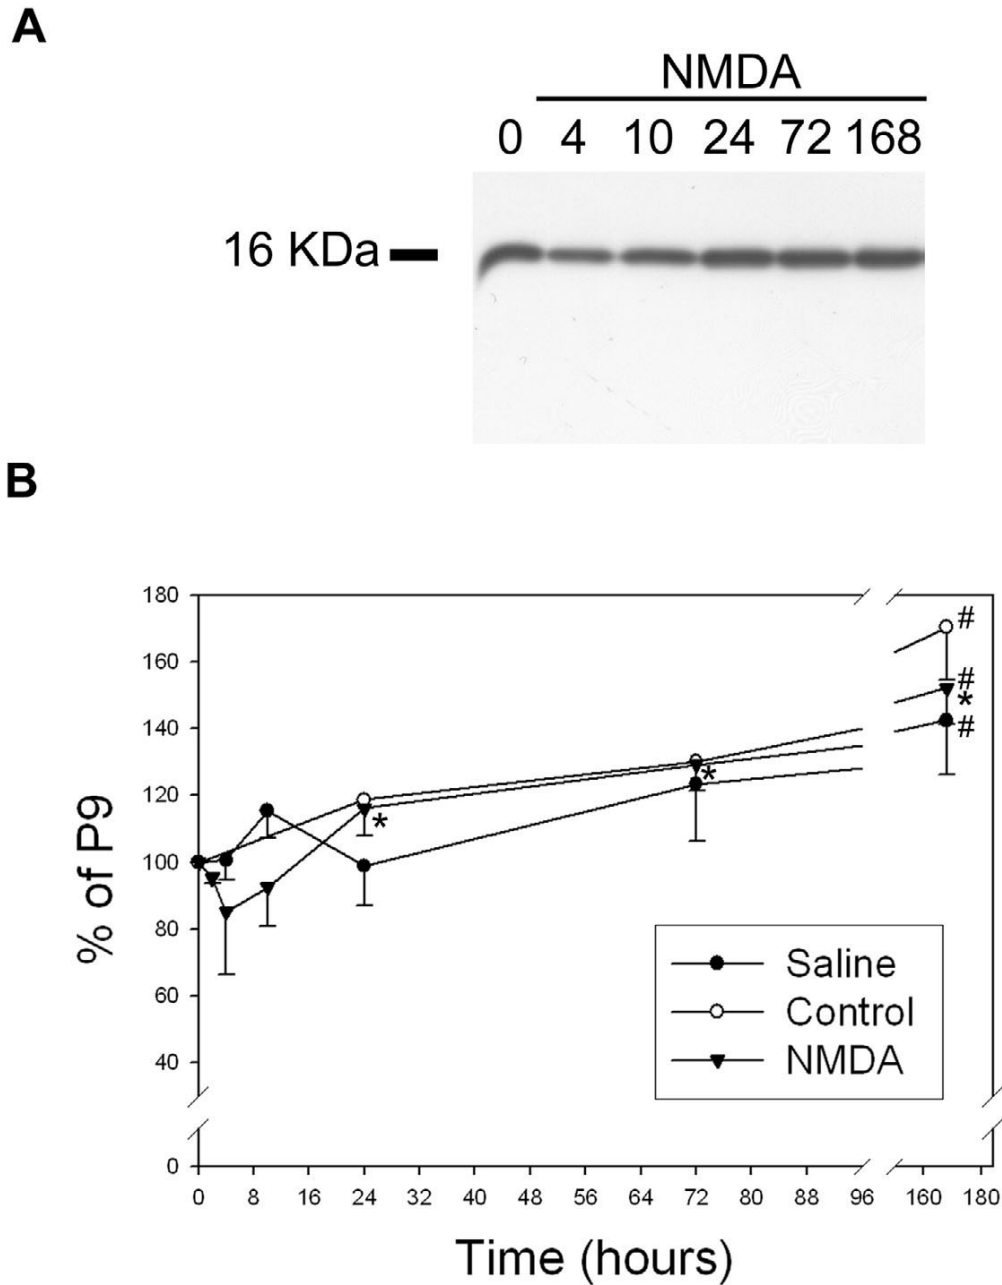 A
NMDA
0 4 10 24 72 168
16 KDa
B
180
160
140
120
100
80
60
40
0
% of P9
#
#
*
#
*
*
Saline
Control
NMDA
0 8 16 24 32 40 48 56 64 72 80 88 96 160 180
Time (hours)